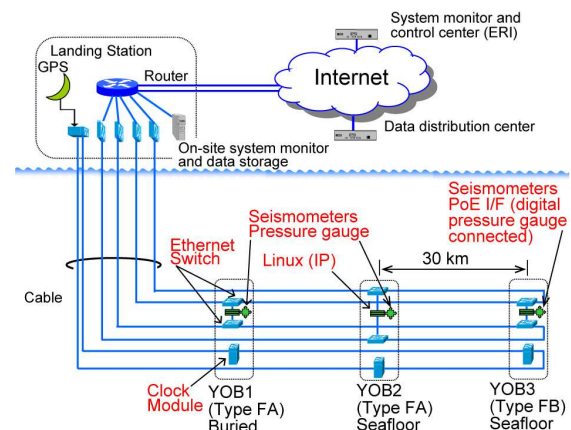 System monitor and
control center (ERI)
Landing Station
GPS
Router
Internet
On-site system monitor
and data storage
Data distribution center
Seismometers
PoE I/F (digital
pressure gauge
connected)
Seismometers
Pressure gauge
Ethernet
Switch
Linux (IP)
30 km
Cable
Clock
Module
YOB1
(Type FA)
Buried
YOB2
(Type FA)
Seafloor
YOB3
(Type FB)
Seafloor